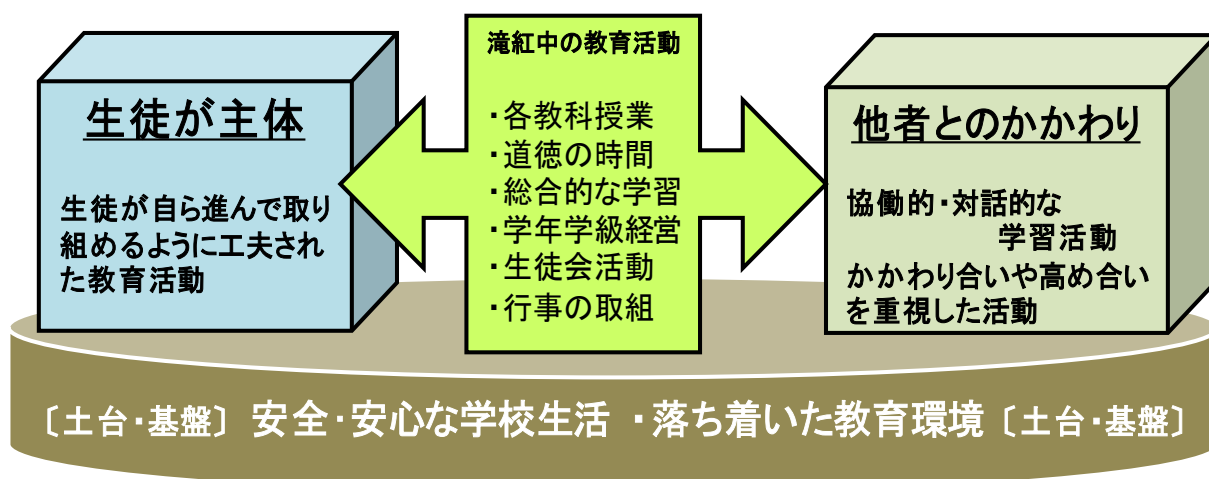 生徒が主体
生徒が自ら進んで取り
組めるように工夫され
た教育活動
滝紅中の教育活動
・各教科授業
・道徳の時間
・総合的な学習
・学年学級経営
・生徒会活動
・行事の取組
他者とのかかわり
協働的・対話的な
学習活動
かかわり合いや高め合い
を重視した活動
〔土台・基盤〕 安全・安心な学校生活 ・落ち着いた教育環境 〔土台・基盤〕